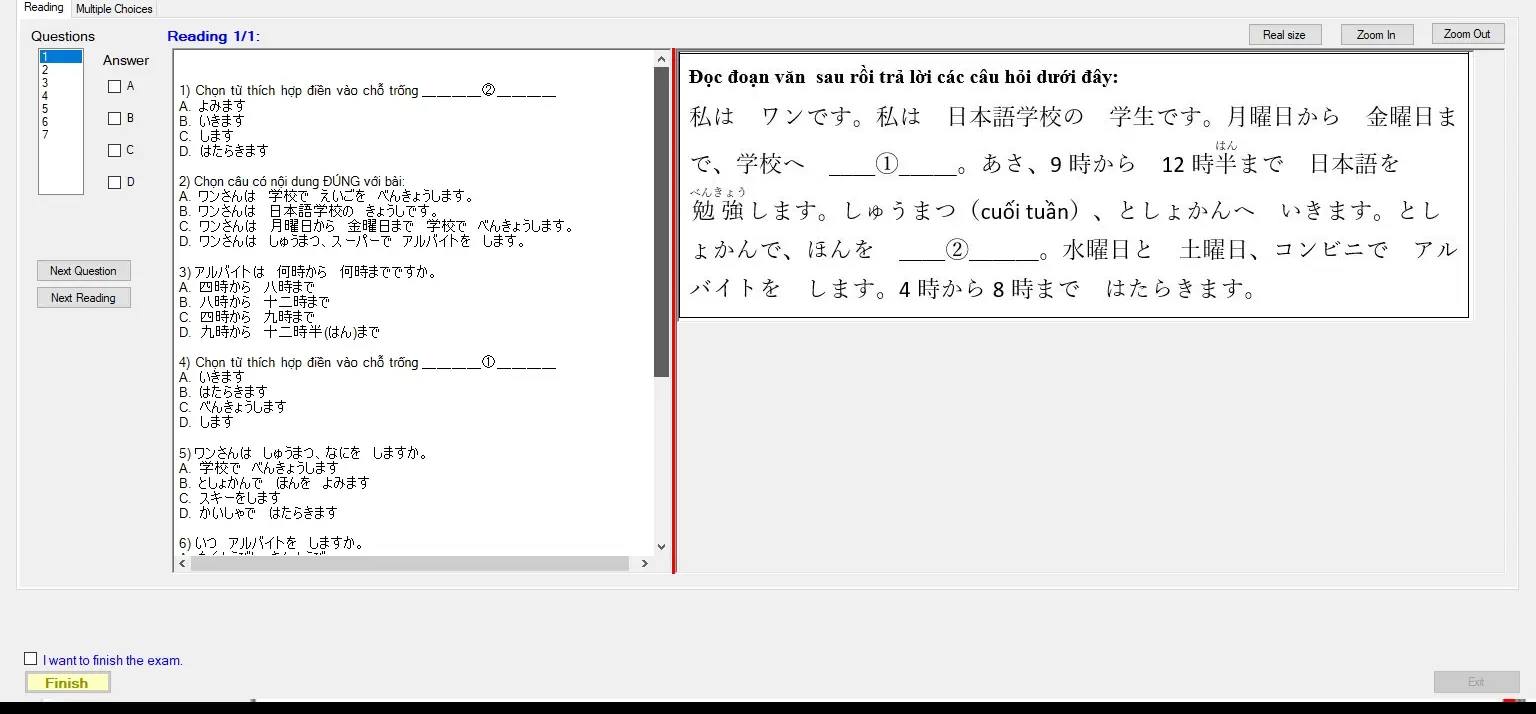 Reading
Multiple Choices
Questions
Reading 1/1:
Real size
Zoom In
Zoom Out
1
2
3
4
5
6
7
Answer
A
B
C
D
Next Question
Next Reading
1) Chọn từ thích hợp điền vào chỗ trống ________②________
A. よみます
B. いきます
C. します
D. はたらきます
2) Chọn câu có nội dung ĐÚNG với bài:
A. ワンさんは 学校で えいごを べんきょうします。
B. ワンさんは 日本語学校の きょうしです。
C. ワンさんは 月曜日から 金曜日まで 学校で べんきょうします。
D. ワンさんは しゅうまつ、スーパーで アルバイトを します。
3) アルバイトは 何時から 何時までですか。
A. 四時から 八時まで
B. 八時から 十二時まで
C. 四時から 九時まで
D. 九時から 十二時半(はん)まで
4) Chọn từ thích hợp điền vào chỗ trống ________①________
A. いきます
B. はたらきます
C. べんきょうします
D. します
5) ワンさんは しゅうまつ、なにを しますか。
A. 学校で べんきょうします
B. としょかんで ほんを よみます
C. スキーをします
D. かいしゃで はたらきます
6) いつ アルバイトを しますか。
Đọc đoạn văn sau rồi trả lời các câu hỏi dưới đây:
私は ワンです。私は 日本語学校の 学生です。月曜日から 金曜日ま
はん
で、学校へ ____①_____。あさ、9 時から 12 時半まで 日本語を
べんきょう
勉強します。しゅうまつ（cuối tuần）、としょかんへ いきます。とし
ょかんで、ほんを ____②______。水曜日と 土曜日、コンビニで アル
バイトを します。4 時から 8 時まで はたらきます。
I want to finish the exam.
Finish
Exit